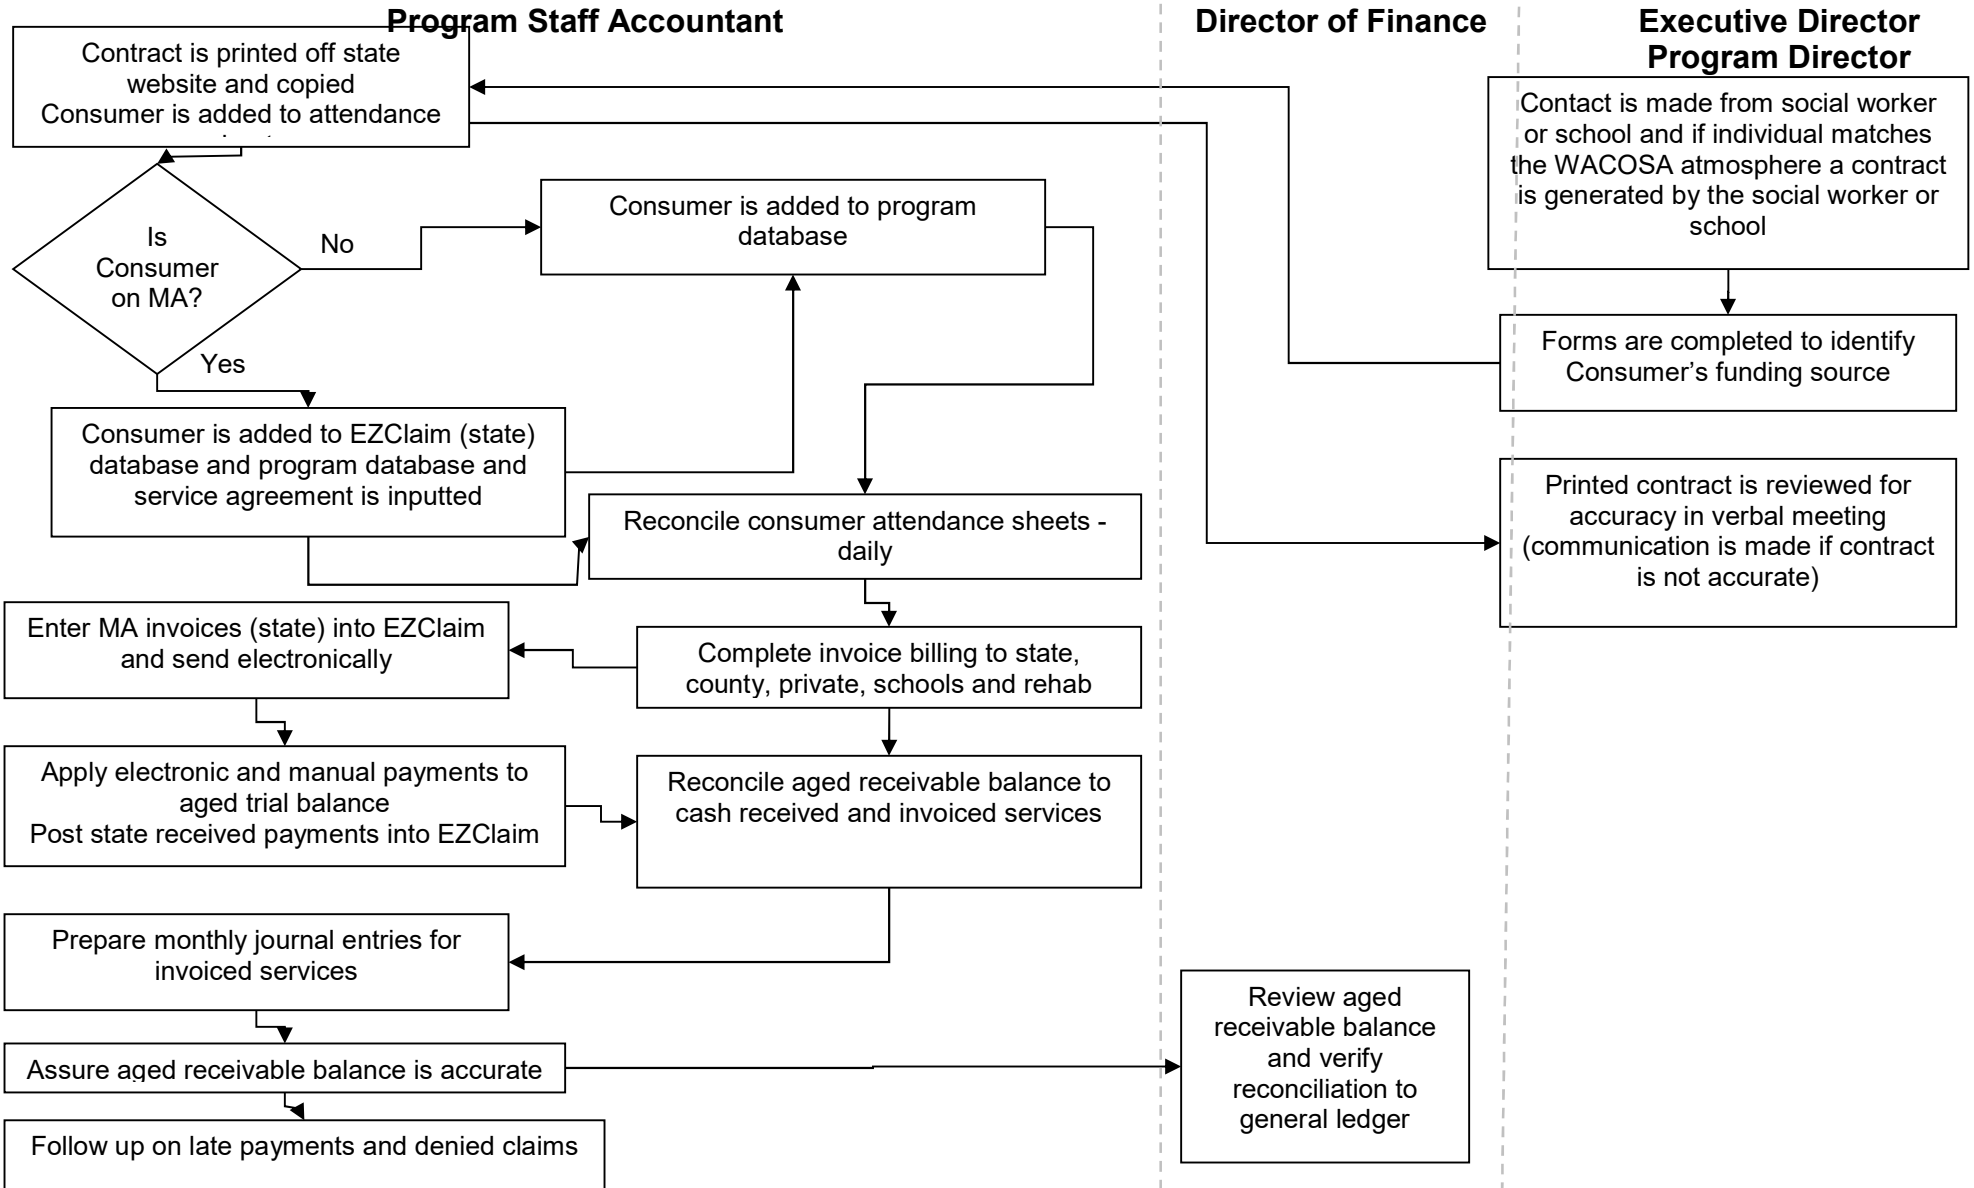 Program Staff Accountant
Director of Finance
Executive Director
Program Director
Contract is printed off state
website and copied
Consumer is added to attendance
Contact is made from social worker
or school and if individual matches
the WACOSA atmosphere a contract
is generated by the social worker or
school
Is
Consumer
on MA?
No
Yes
Consumer is added to program
database
Forms are completed to identify
Consumer’s funding source
Consumer is added to EZClaim (state)
database and program database and
service agreement is inputted
Printed contract is reviewed for
accuracy in verbal meeting
(communication is made if contract
is not accurate)
Reconcile consumer attendance sheets -
daily
Enter MA invoices (state) into EZClaim
and send electronically
Complete invoice billing to state,
county, private, schools and rehab
Apply electronic and manual payments to
aged trial balance
Post state received payments into EZClaim
Reconcile aged receivable balance to
cash received and invoiced services
Prepare monthly journal entries for
invoiced services
Assure aged receivable balance is accurate
Review aged
receivable balance
and verify
reconciliation to
general ledger
Follow up on late payments and denied claims